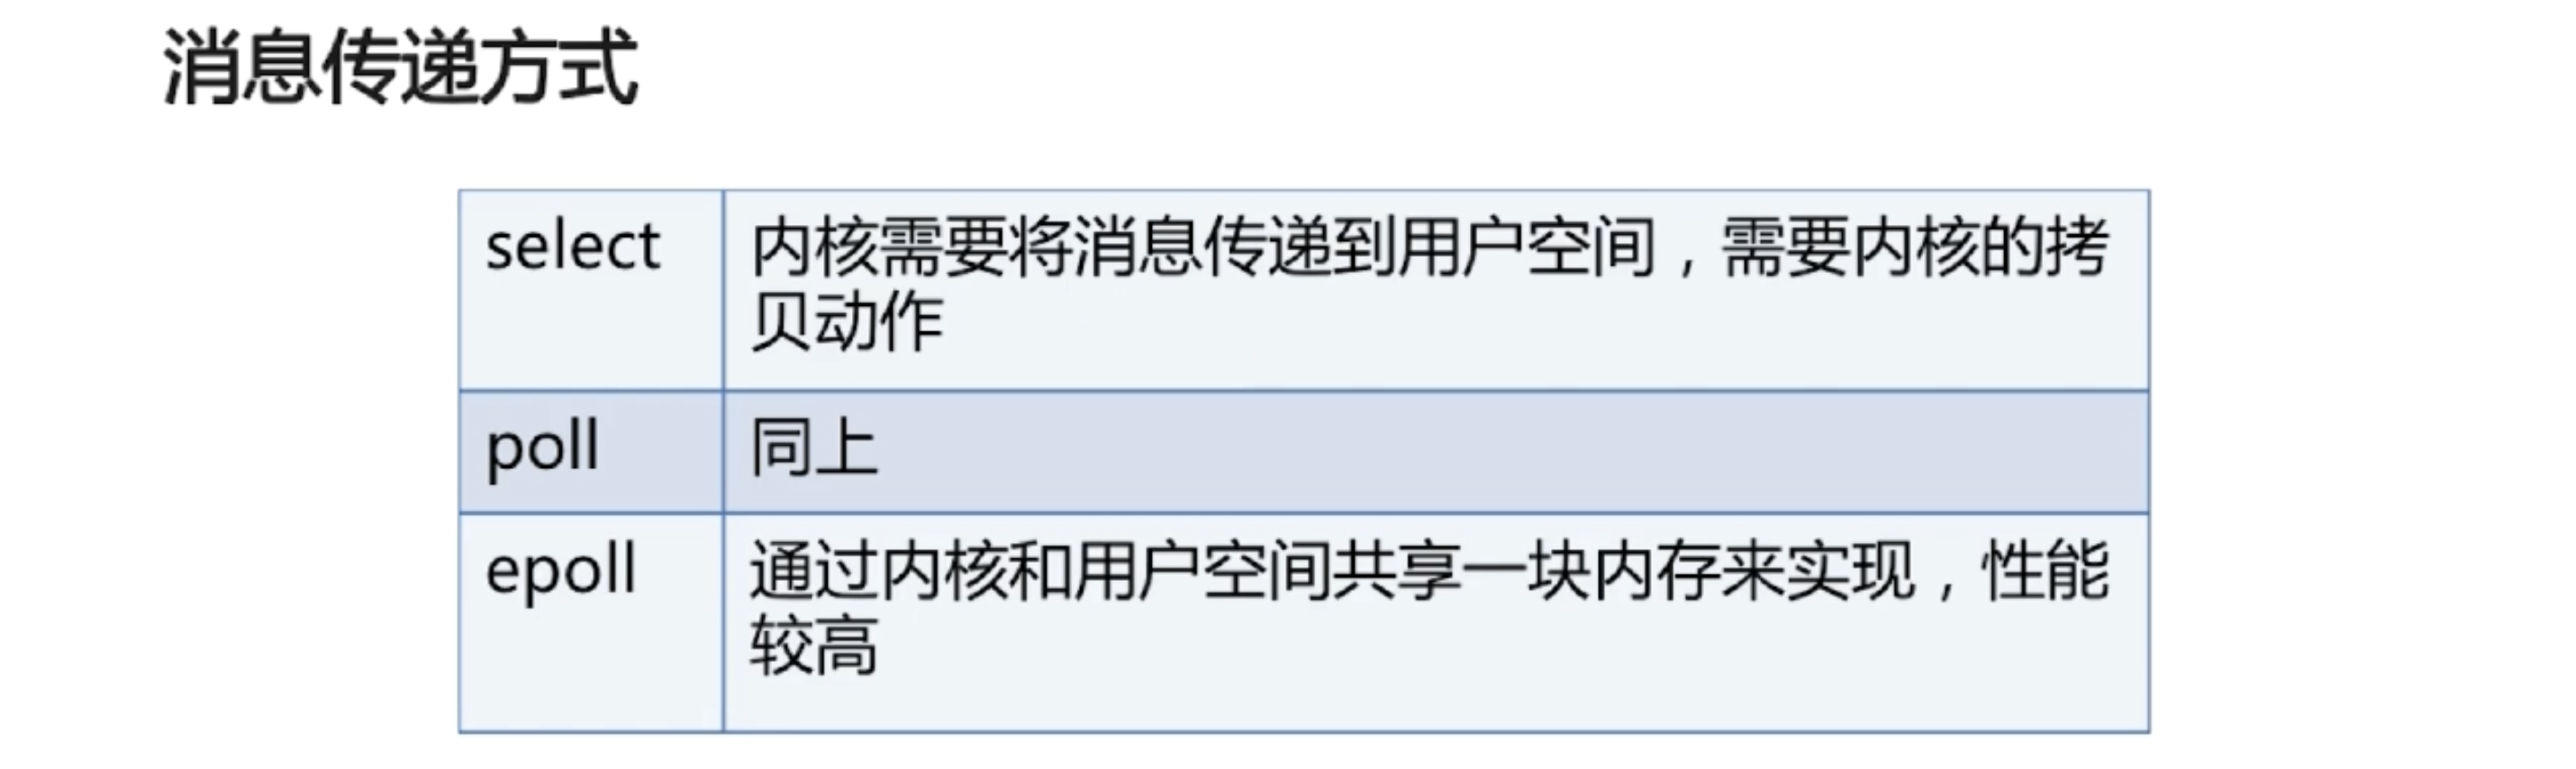 消息传递方式
select
内核需要将消息传递到用户空间，需要内核的拷
贝动作
poll
同上
epoll
通过内核和用户空间共享一块内存来实现，性能
较高